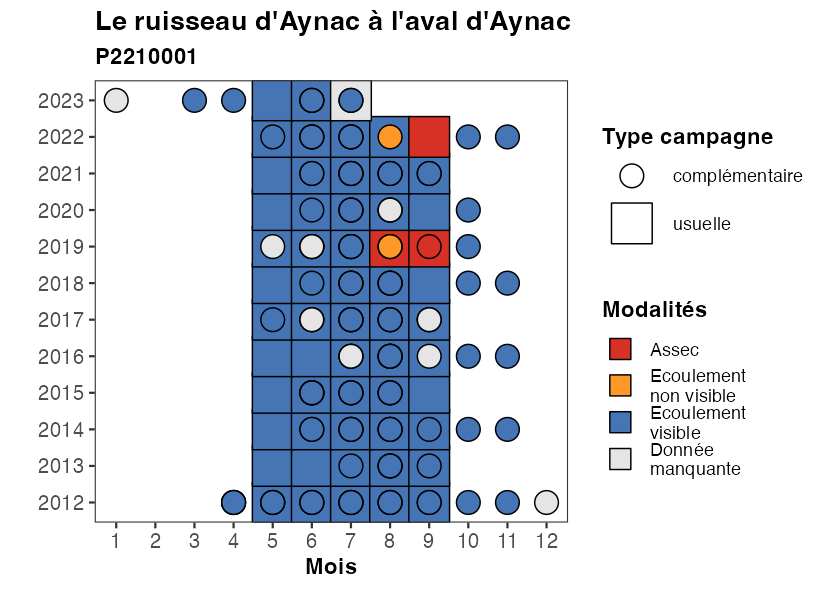 Le ruisseau d'Aynac à l'aval d'Aynac
P2210001
2023
2022
2021
2020
2019
2018
2017
2016
2015
2014
2013
2012
1 2 3 4 5 6 7 8 9 10 11 12
Mois
Type campagne
complémentaire
usuelle
Modalités
Assec
Ecoulement
non visible
Ecoulement
visible
Donnée
manquante